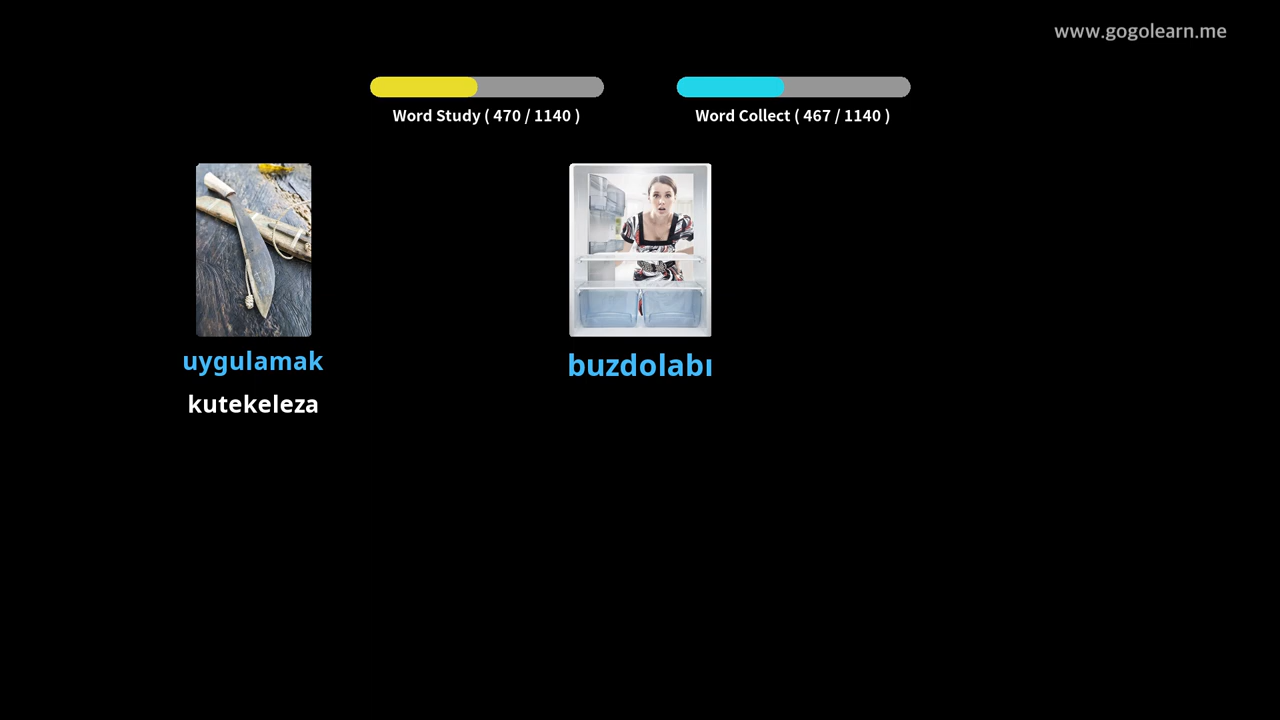 www.gogolearn.me
Word Study ( 470 / 1140 )
Word Collect ( 467 / 1140 )
uygulamak
kutekeleza
buzdolabı